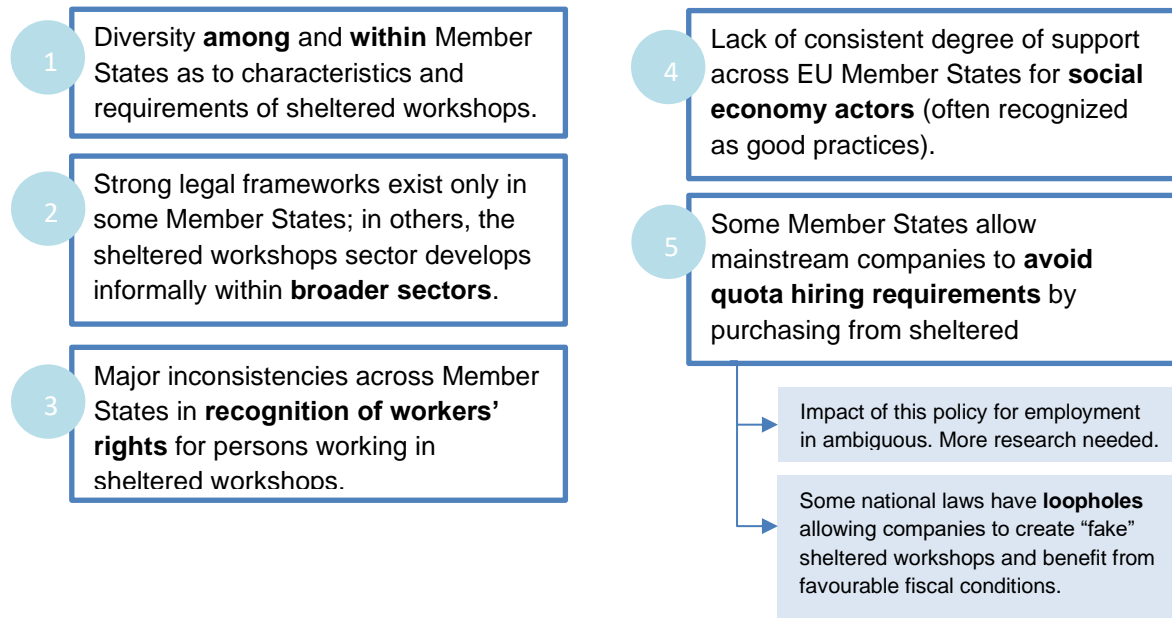 1
Diversity among and within Member
States as to characteristics and
requirements of sheltered workshops.
2
Strong legal frameworks exist only in
some Member States; in others, the
sheltered workshops sector develops
informally within broader sectors.
3
Major inconsistencies across Member
States in recognition of workers’
rights for persons working in
sheltered workshops.
4
Lack of consistent degree of support
across EU Member States for social
economy actors (often recognized
as good practices).
5
Some Member States allow
mainstream companies to avoid
quota hiring requirements by
purchasing from sheltered
Impact of this policy for employment
in ambiguous. More research needed.
Some national laws have loopholes
allowing companies to create “fake”
sheltered workshops and benefit from
favourable fiscal conditions.